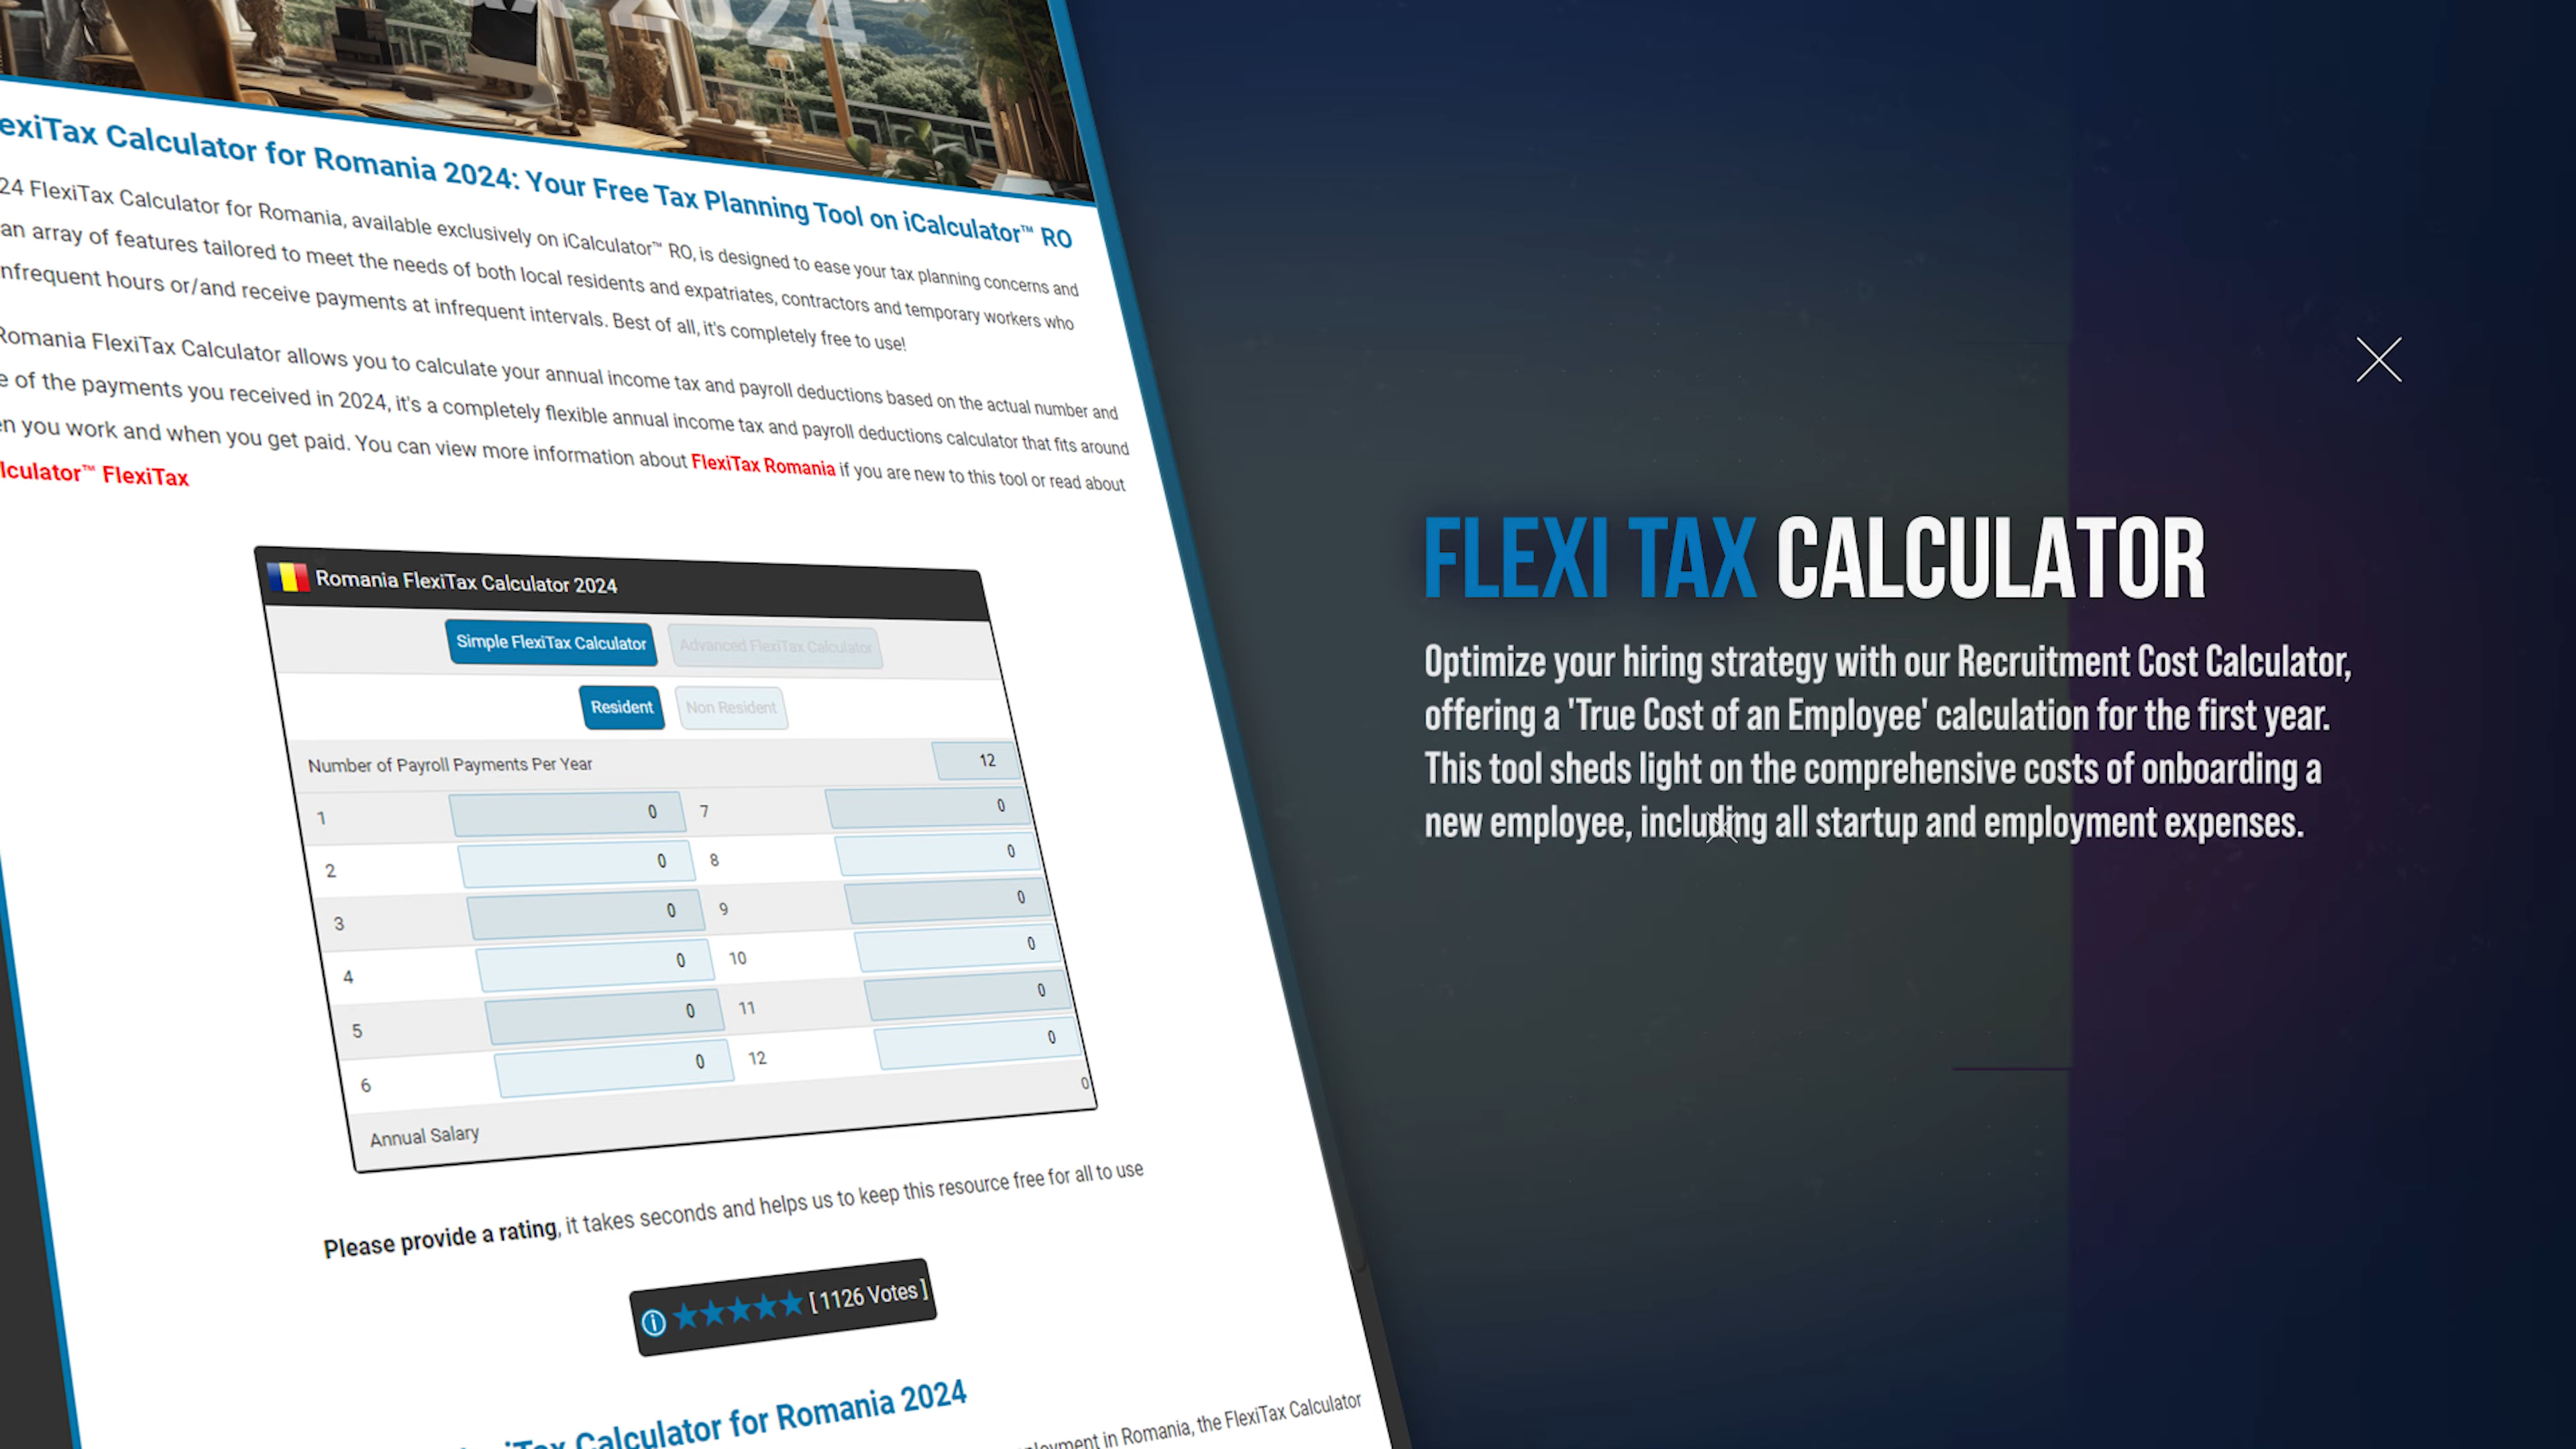 2024
exiTax Calculator for Romania 2024: Your Free Tax Planning Tool on iCalculator™ RO
24 FlexiTax Calculator for Romania, available exclusively on iCalculator™ RO, is designed to ease your tax planning concerns and
an array of features tailored to meet the needs of both local residents and expatriates, contractors and temporary workers who
nfrequent hours or/and receive payments at infrequent intervals. Best of all, it's completely free to use!
Romania FlexiTax Calculator allows you to calculate your annual income tax and payroll deductions based on the actual number and
e of the payments you received in 2024, it's a completely flexible annual income tax and payroll deductions calculator that fits around
en you work and when you get paid. You can view more information about FlexiTax Romania if you are new to this tool or read about
lculator™ FlexiTax
Romania FlexiTax Calculator 2024
Simple FlexiTax Calculator Advanced FlexiTax Calculator
Resident Non Resident
Number of Payroll Payments Per Year 12
1 0 7 0
2 0 8 0
3 0 9 0
4 0 10 0
5 0 11 0
6 0 12 0
Annual Salary 0
Please provide a rating, it takes seconds and helps us to keep this resource free for all to use
[ 1126 Votes ]
exiTax Calculator for Romania 2024
loyment in Romania, the FlexiTax Calculator
FLEXI TAX CALCULATOR
Optimize your hiring strategy with our Recruitment Cost Calculator,
offering a 'True Cost of an Employee' calculation for the first year.
This tool sheds light on the comprehensive costs of onboarding a
new employee, including all startup and employment expenses.